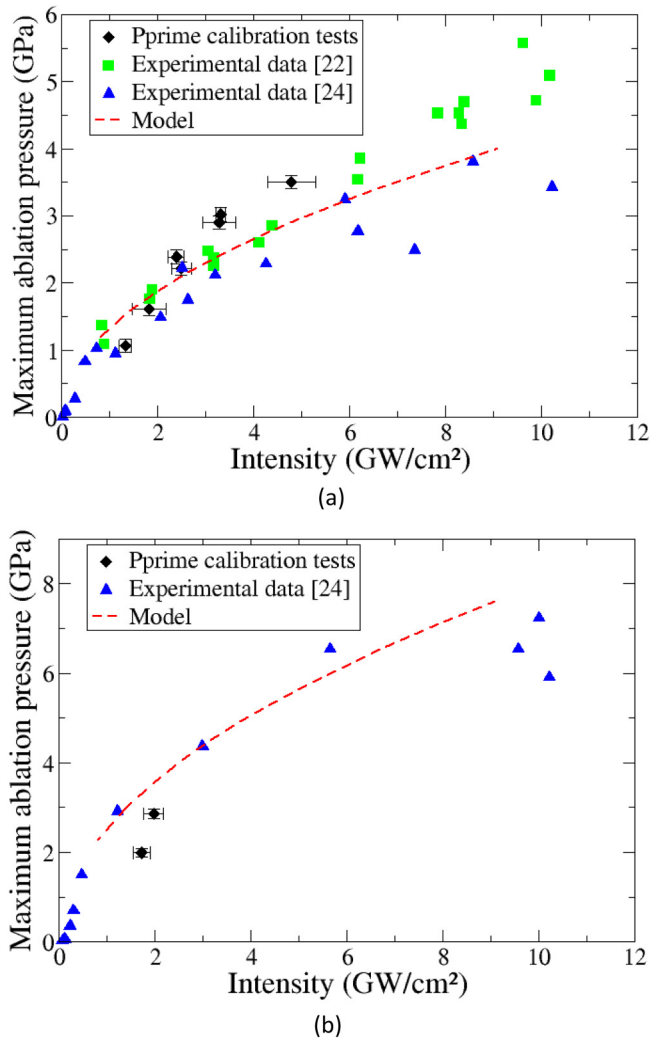 6
5
4
3
2
1
0
Maximum ablation pressure (GPa)
Pprime calibration tests
Experimental data [22]
Experimental data [24]
Model
0 2 4 6 8 10 12
Intensity (GW/cm²)
(a)
8
6
4
2
0
Maximum ablation pressure (GPa)
Pprime calibration tests
Experimental data [24]
Model
0 2 4 6 8 10 12
Intensity (GW/cm²)
(b)